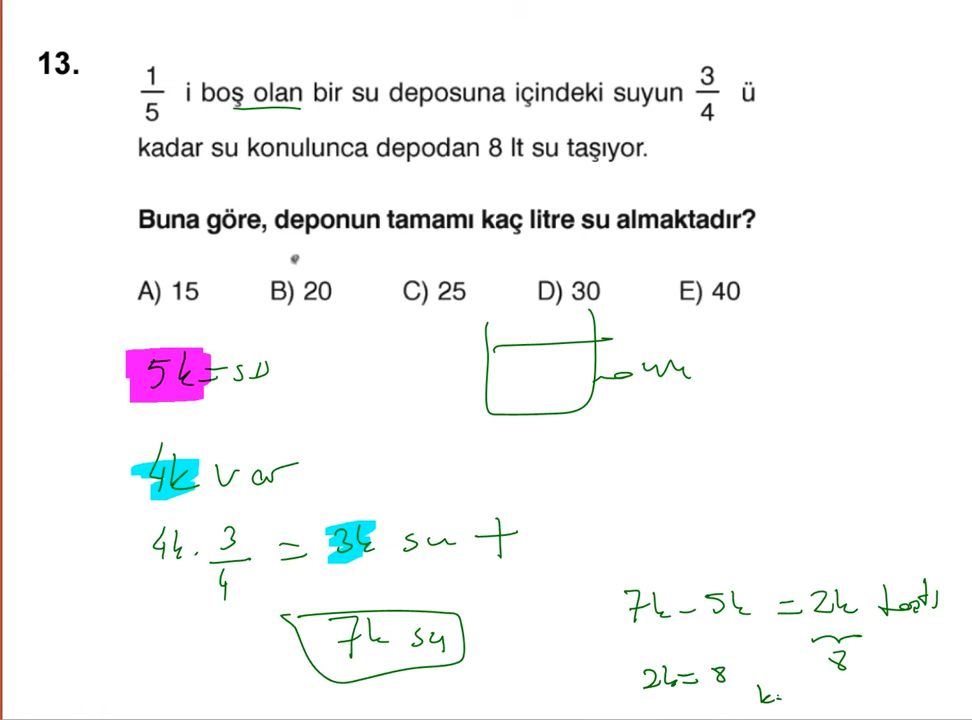 13.
1/5 i boş olan bir su deposuna içindeki suyun 3/4 ü
kadar su konulunca depodan 8 lt su taşıyor.
Buna göre, deponun tamamı kaç litre su almaktadır?
A) 15 B) 20 C) 25 D) 30 E) 40
5k =
4k var
4k . 3/4 = 3k su +
7k su
7k - 5k = 2k
8
2k = 8
k=